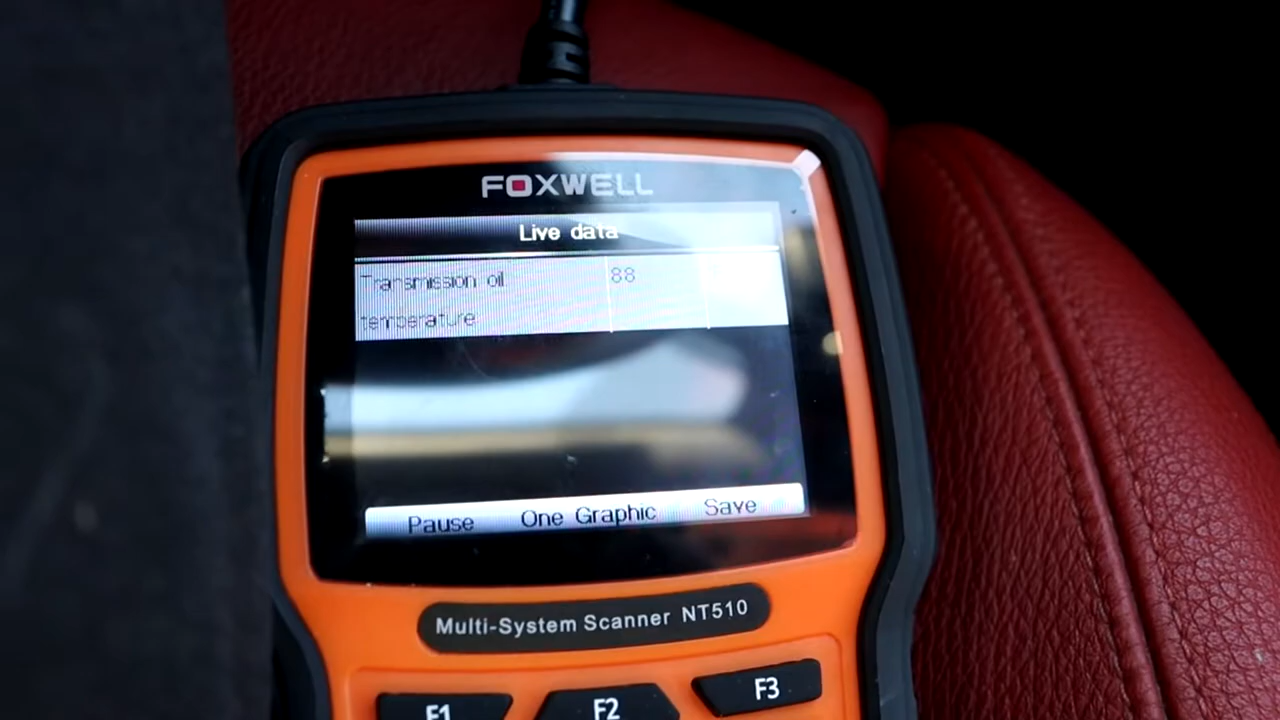 FOXWELL
Live data
Transmission oil 88
temperature
Pause One Graphic Save
Multi-System Scanner NT510
F1 F2 F3